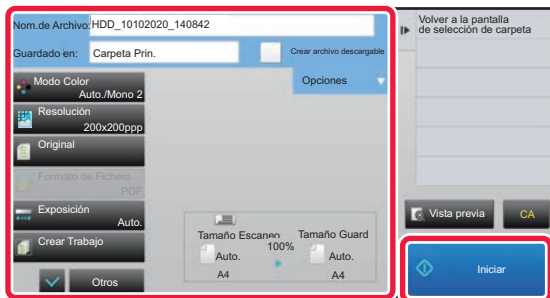 Nom.de Archivo:
HDD_10102020_140842
Guardado en:
Carpeta Prin.
Crear archivo descargable
Opciones
Modo Color
Auto./Mono 2
Resolución
200x200ppp
Original
Formato de Fichero
PDF
Exposición
Auto.
Crear Trabajo
Otros
Tamaño Escaneo
100%
Tamaño Guard
Auto.
Auto.
A4
A4
Volver a la pantalla
de selección de carpeta
Vista previa
CA
Iniciar